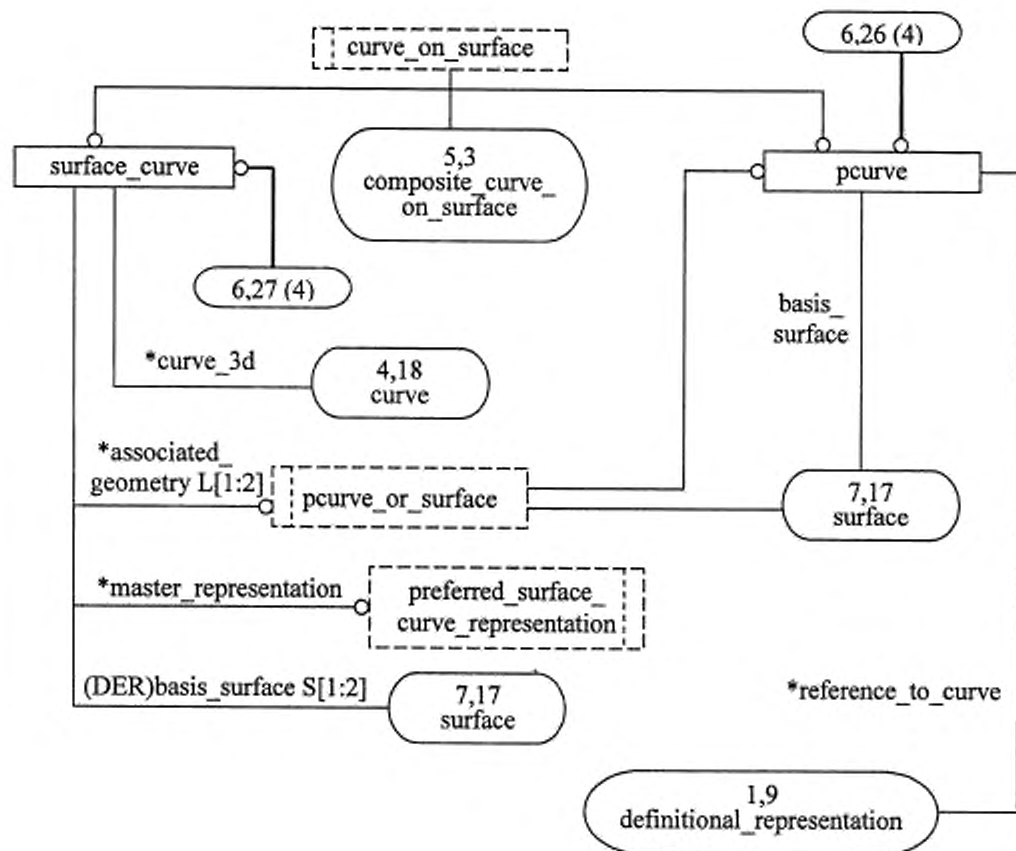 curve_on_surface
6,26 (4)
surface_curve
5,3
composite_curve_
on_surface
pcurve
6,27 (4)
basis_
surface
*curve_3d
4,18
curve
*associated_
geometry L[1:2]
pcurve_or_surface
7,17
surface
*master_representation
preferred_surface_
curve_representation
(DER)basis_surface S[1:2]
7,17
surface
*reference_to_curve
1,9
definitional_representation